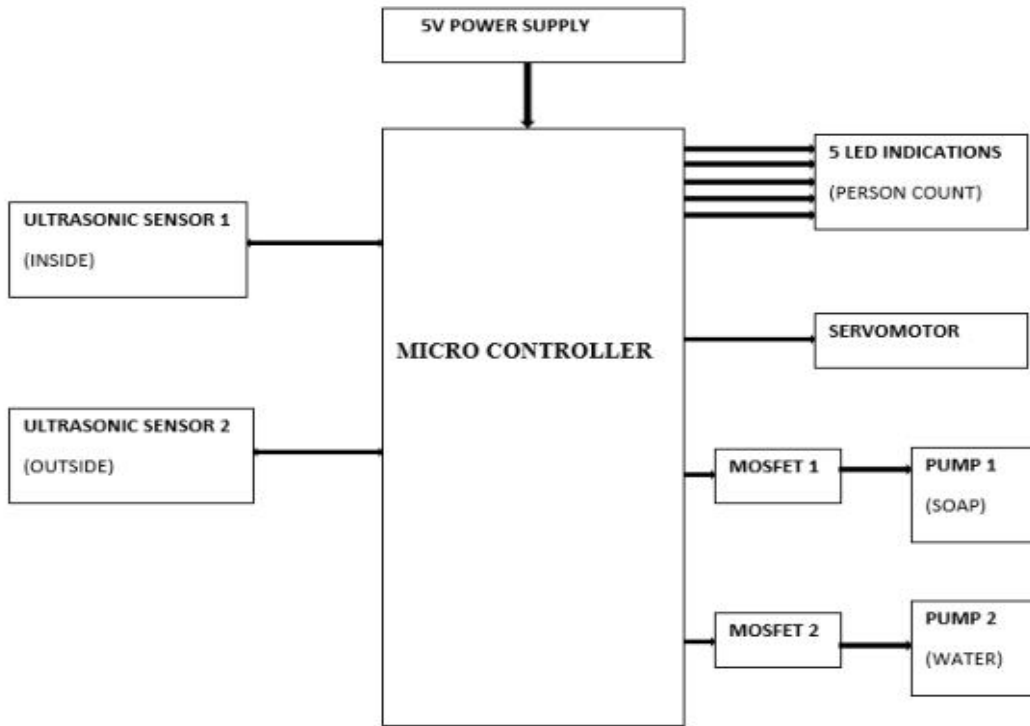 5V POWER SUPPLY
5 LED INDICATIONS
(PERSON COUNT)
ULTRASONIC SENSOR 1
(INSIDE)
SERVOMOTOR
MICRO CONTROLLER
ULTRASONIC SENSOR 2
(OUTSIDE)
MOSFET 1
PUMP 1
(SOAP)
MOSFET 2
PUMP 2
(WATER)